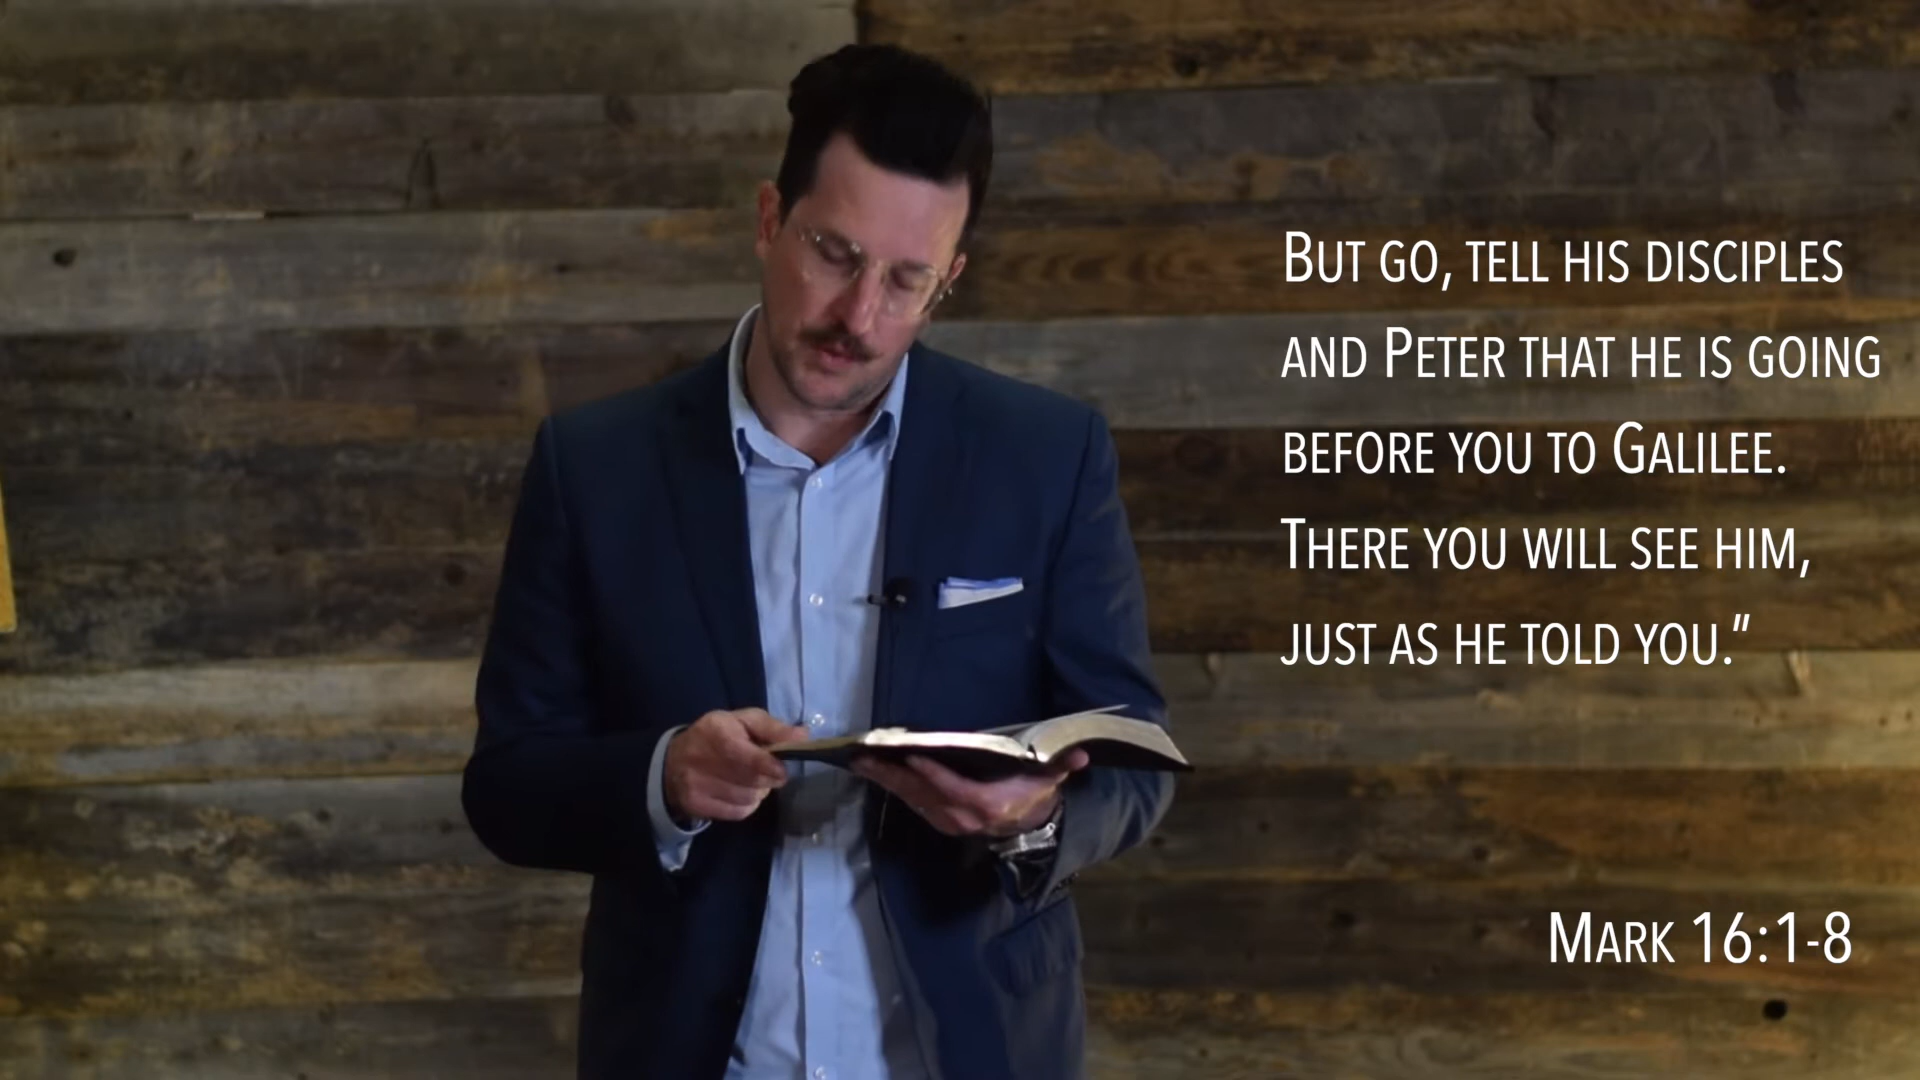 But go, tell his disciples
and Peter that he is going
before you to Galilee.
There you will see him,
just as he told you.”
Mark 16:1-8